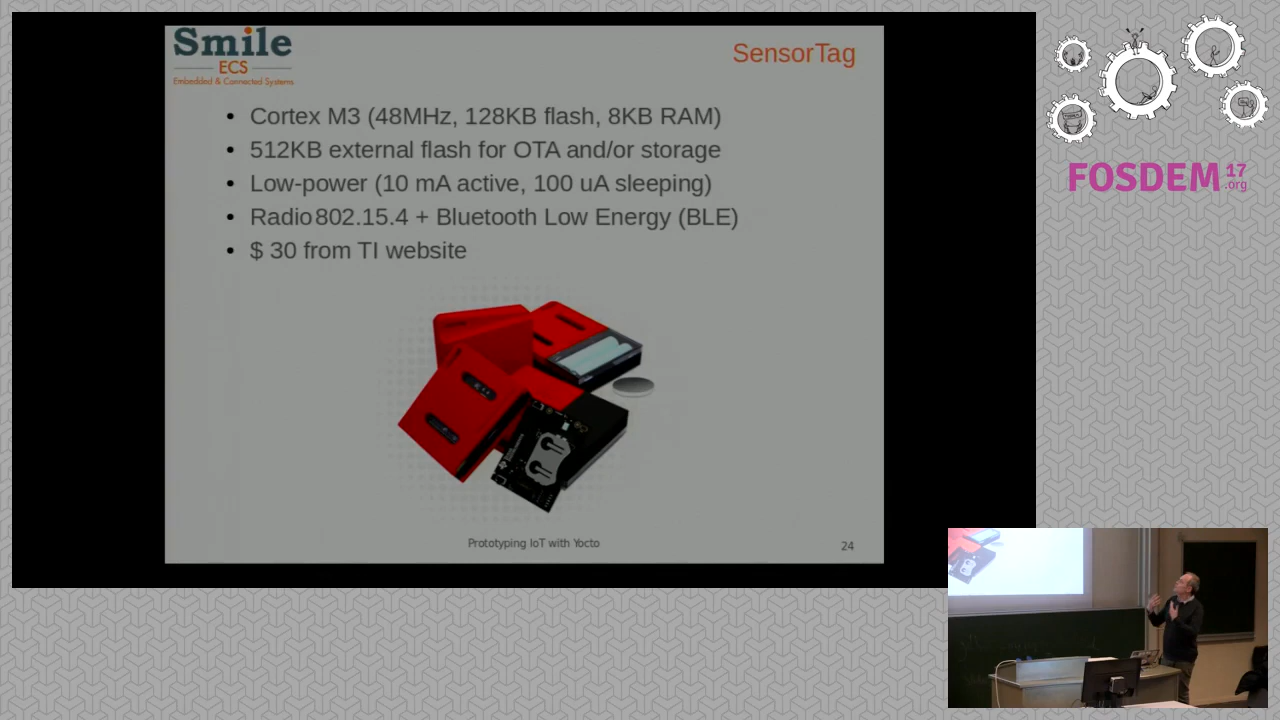 Smile
ECS
Embedded & Connected Systems
SensorTag
Cortex M3 (48MHz, 128KB flash, 8KB RAM)
512KB external flash for OTA and/or storage
Low-power (10 mA active, 100 uA sleeping)
Radio 802.15.4 + Bluetooth Low Energy (BLE)
$ 30 from TI website
Prototyping IoT with Yocto
24
FOSDEM 17
.org